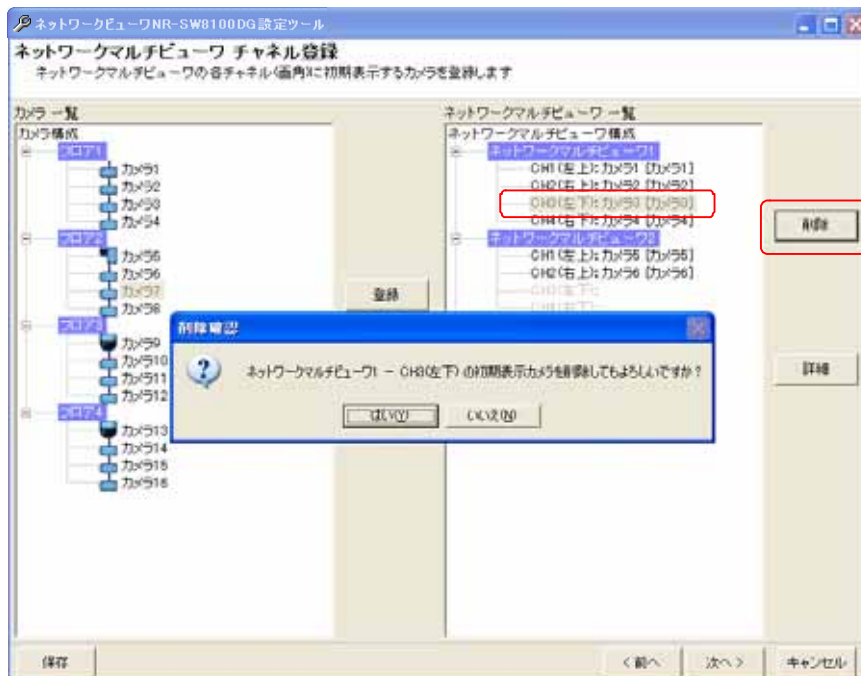 ネットワークビューワNR-SW8100DG設定ツール
ネットワークマルチビューワ チャネル登録
ネットワークマルチビューワの各チャネル(画角)に初期表示するカメラを登録します
カメラ 一覧
カメラ構成
フロア1
カメラ1
カメラ2
カメラ3
カメラ4
フロア2
カメラ5
カメラ6
カメラ7
カメラ8
フロア3
カメラ9
カメラ10
カメラ11
カメラ12
フロア4
カメラ13
カメラ14
カメラ15
カメラ16
登録
ネットワークマルチビューワ 一覧
ネットワークマルチビューワ構成
ネットワークマルチビューワ1
CH1(左上):カメラ1 [カメラ1]
CH2(右上):カメラ2 [カメラ2]
CH3(左下):カメラ3 [カメラ3]
CH4(右下):カメラ4 [カメラ4]
ネットワークマルチビューワ2
CH1(左上):カメラ5 [カメラ5]
CH2(右上):カメラ6 [カメラ6]
CH3(左下):
CH4(右下):
削除
詳細
削除確認
ネットワークマルチビューワ1 - CH3(左下) の初期表示カメラを削除してもよろしいですか?
はい(Y)
いいえ(N)
保存
< 前へ
次へ >
キャンセル